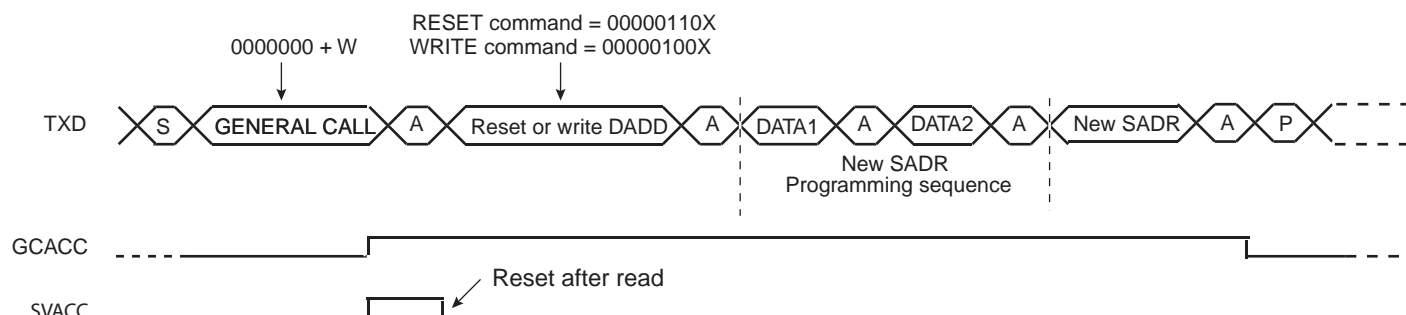 RESET command = 00000110X
0000000 + W
WRITE command = 00000100X
TXD
S
GENERAL CALL
A
Reset or write DADD
A
DATA1
A
DATA2
A
New SADR
A
P
New SADR
Programming sequence
GCACC
Reset after read
SVACC